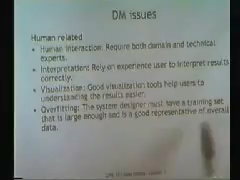 DM issues
Human related
• Human interaction: Require both domain and technical
experts.
• Interpretation: Rely on experience user to interpret results
correctly.
• Visualization: Good visualization tools help users to
understanding the results easier.
• Overfitting: The system designer must have a training set
that is large enough and is a good representative of overall
data.